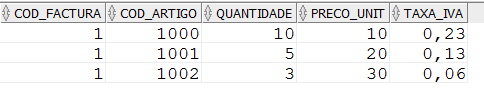 COD_FACTURA COD_ARTIGO QUANTIDADE PRECO_UNIT TAXA_IVA
1 1000 10 10 0,23
1 1001 5 20 0,13
1 1002 3 30 0,06